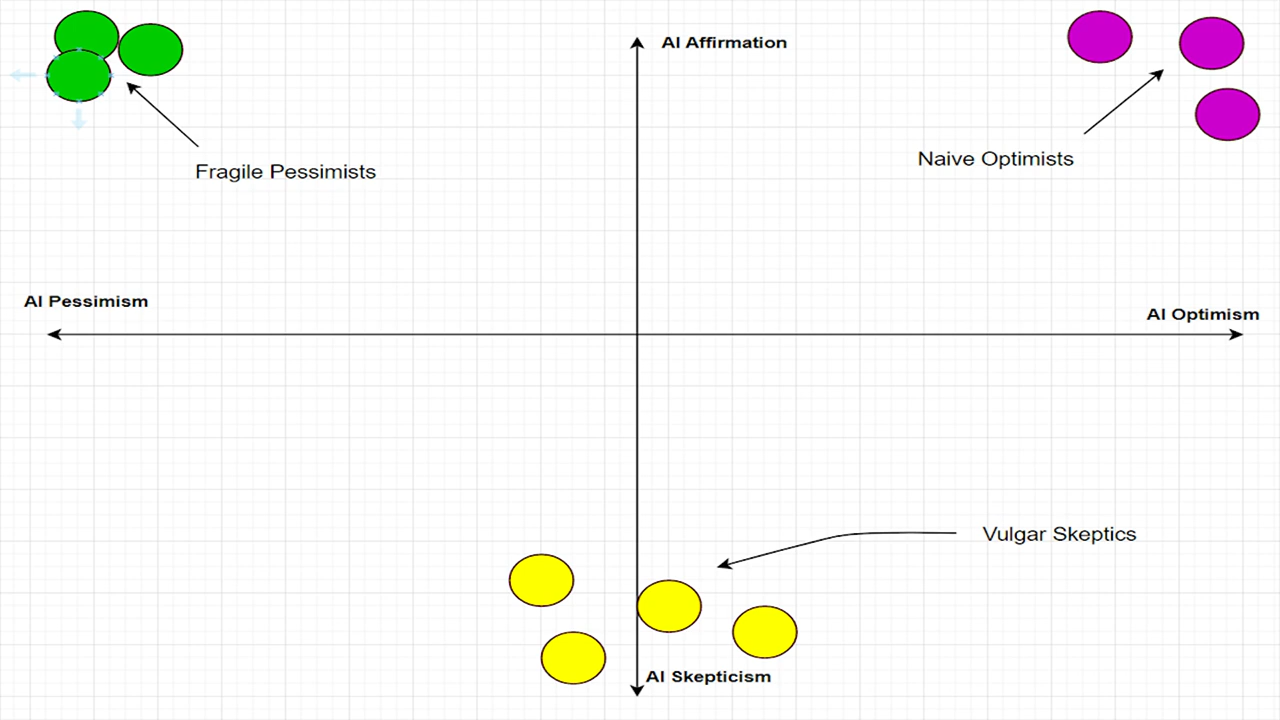 AI Affirmation
Naive Optimists
Fragile Pessimists
AI Pessimism
AI Optimism
Vulgar Skeptics
AI Skepticism